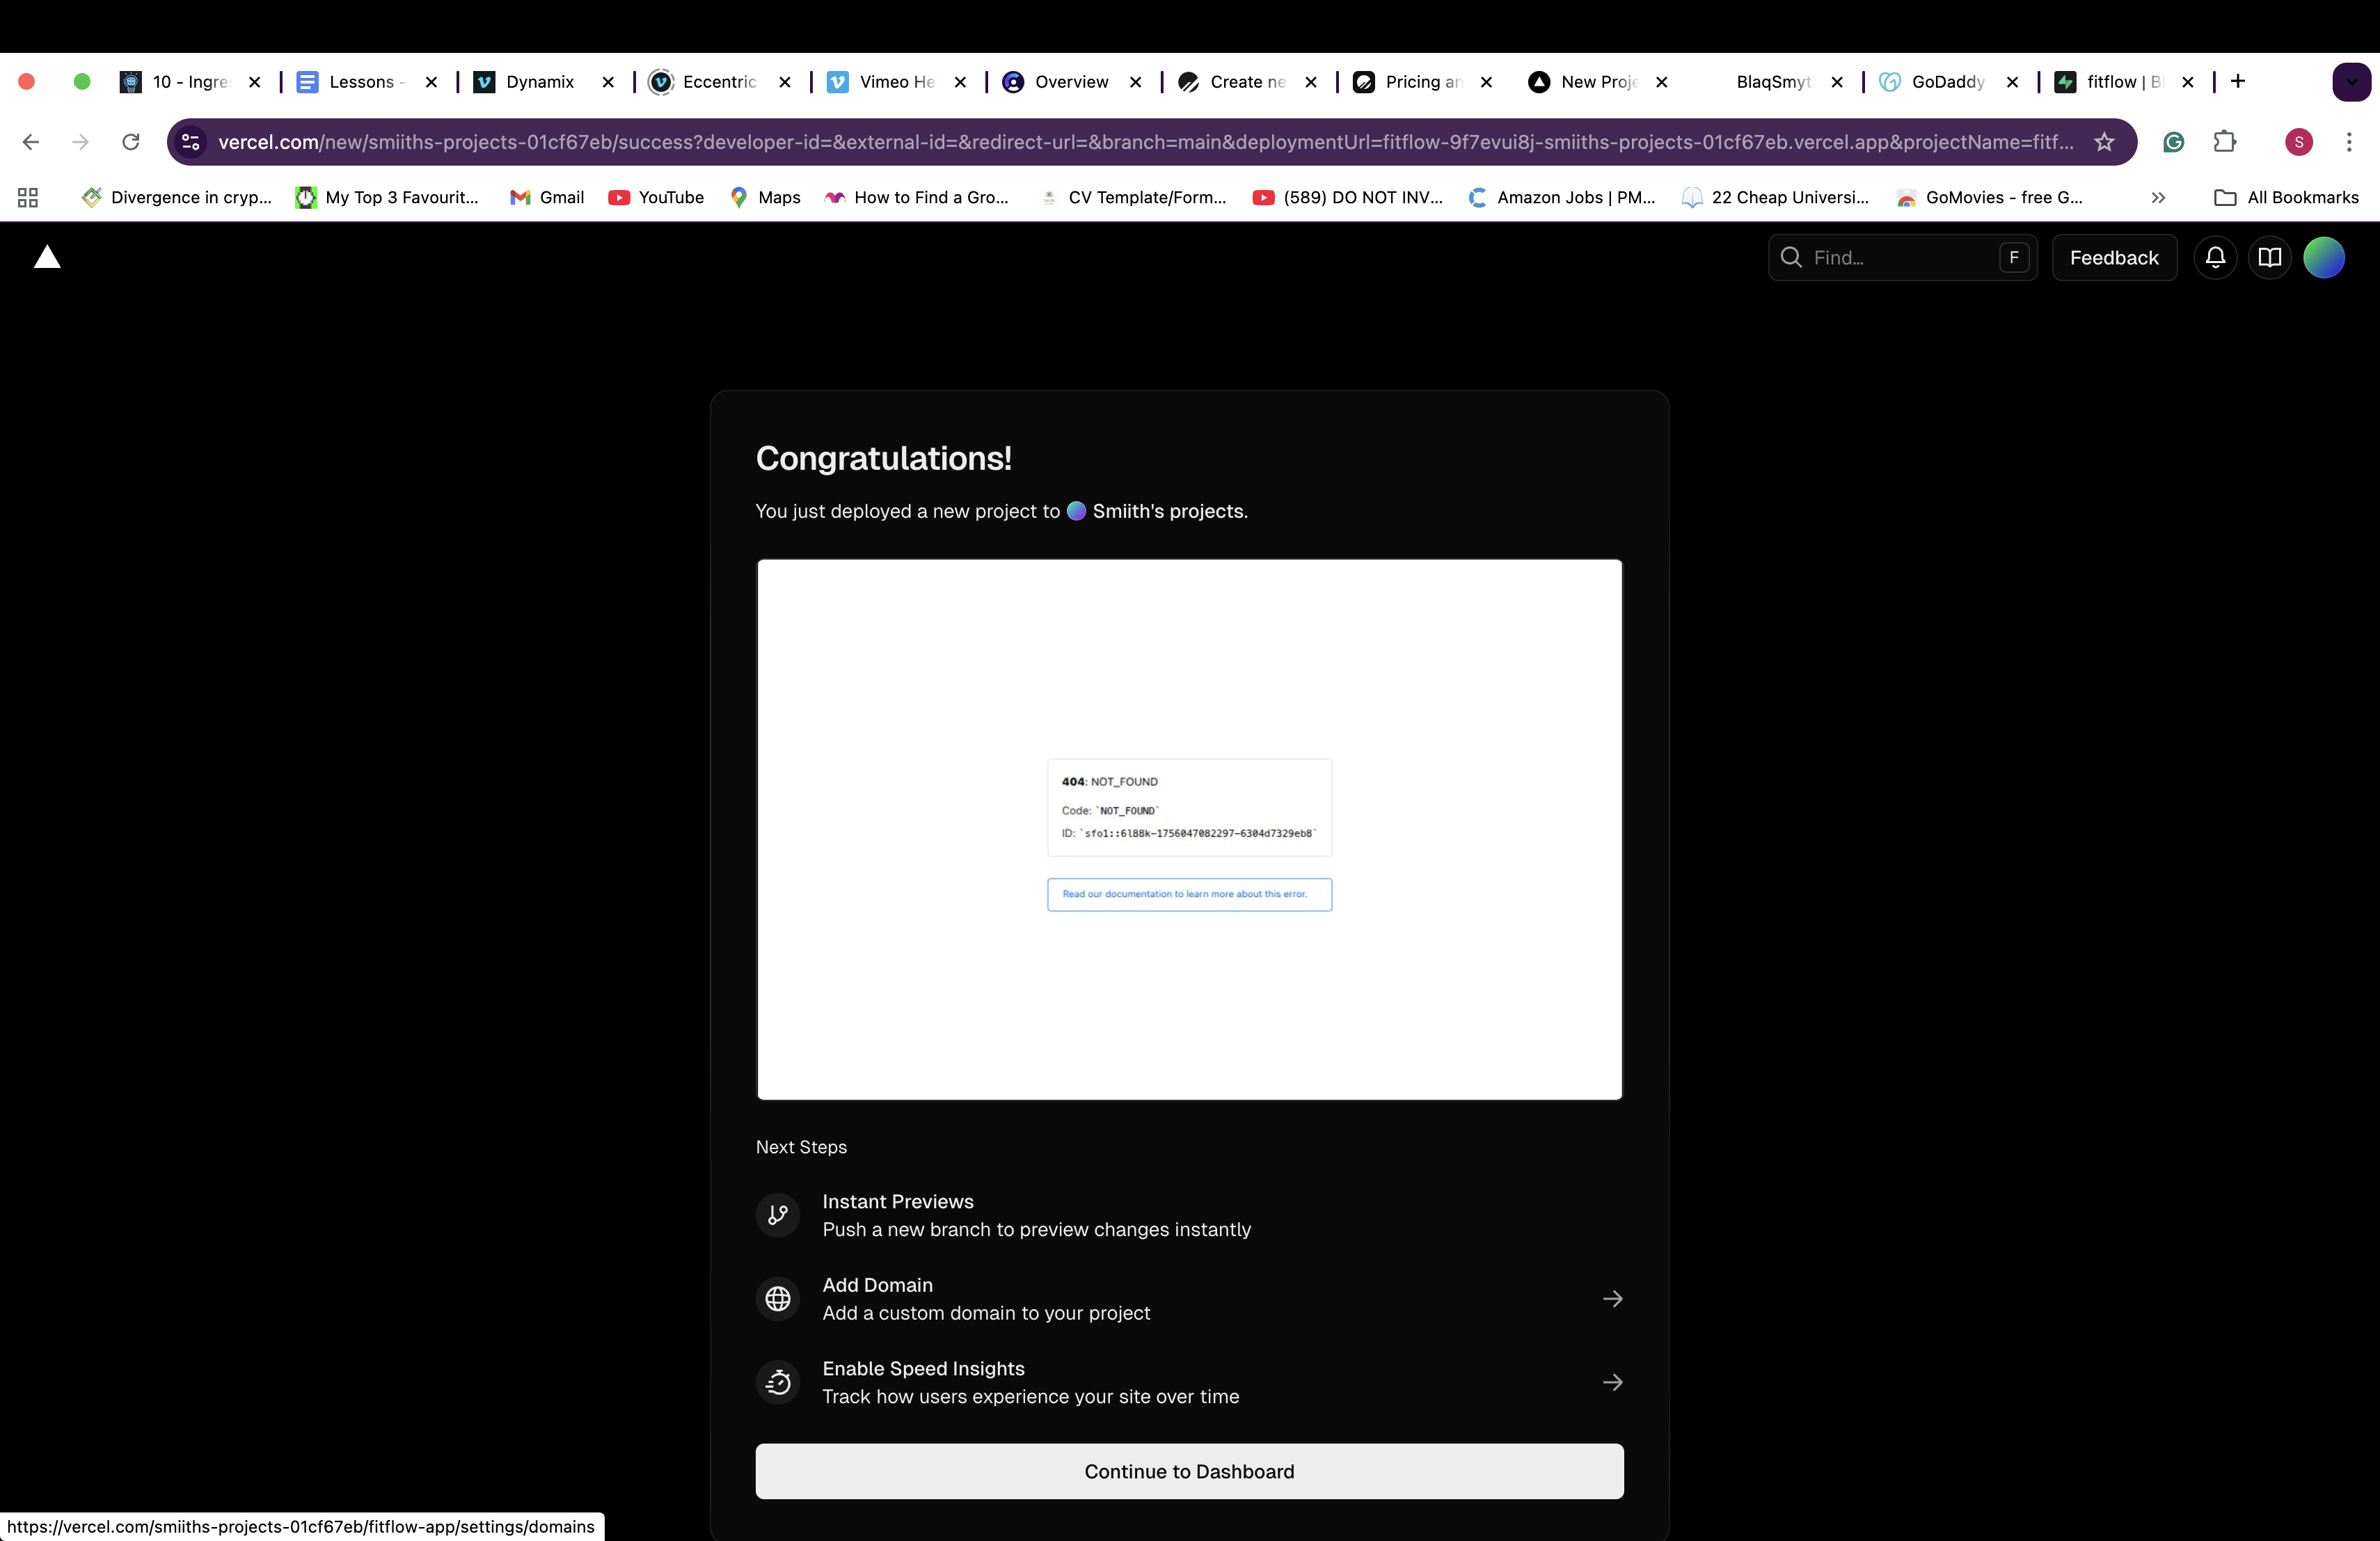 10 - Ingre
Lessons -
Dynamix
Eccentric
Vimeo He
Overview
Create ne
Pricing an
New Proje
BlaqSmyt
GoDaddy
fitflow | B
vercel.com/new/smiiths-projects-01cf67eb/success?developer-id=&external-id=&redirect-url=&branch=main&deploymentUrl=fitflow-9f7evui8j-smiiths-projects-01cf67eb.vercel.app&projectName=fitf...
S
Divergence in cryp...
My Top 3 Favourit...
Gmail
YouTube
Maps
How to Find a Gro...
CV Template/Form...
(589) DO NOT INV...
Amazon Jobs | PM...
22 Cheap Universi...
GoMovies - free G...
All Bookmarks
Find...
F
Feedback
Congratulations!
You just deployed a new project to Smiith's projects.
404: NOT_FOUND
Code: `NOT_FOUND`
ID: `sfo1::6l88k-1756047082297-6304d7329eb8`
Read our documentation to learn more about this error.
Next Steps
Instant Previews
Push a new branch to preview changes instantly
Add Domain
Add a custom domain to your project
Enable Speed Insights
Track how users experience your site over time
Continue to Dashboard
https://vercel.com/smiiths-projects-01cf67eb/fitflow-app/settings/domains